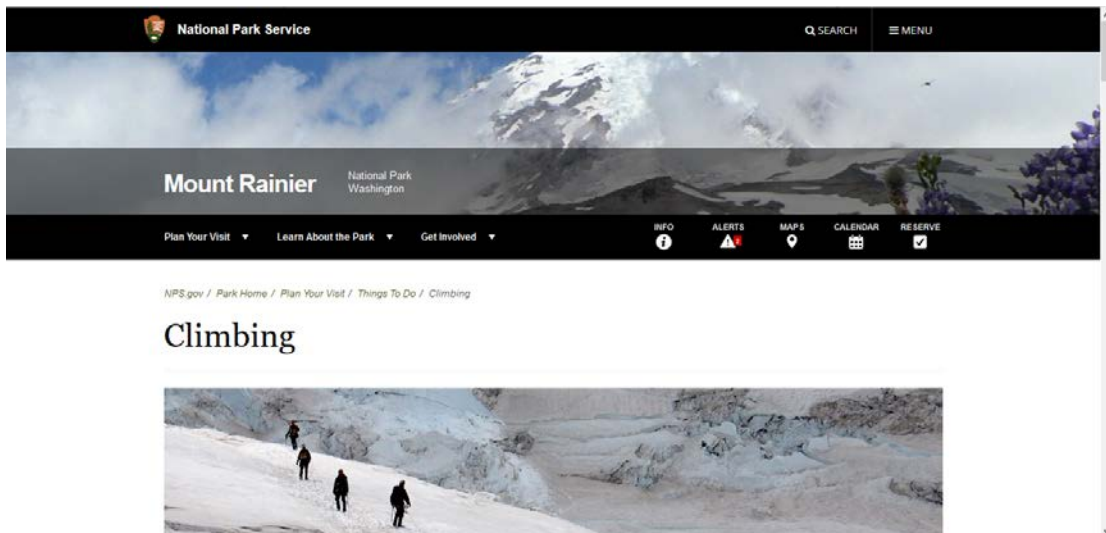 National Park Service
SEARCH
MENU
Mount Rainier
National Park
Washington
Plan Your Visit ▼ Learn About the Park ▼ Get Involved ▼
INFO ALERTS MAPS CALENDAR RESERVE
2
NPS.gov / Park Home / Plan Your Visit / Things To Do / Climbing
Climbing